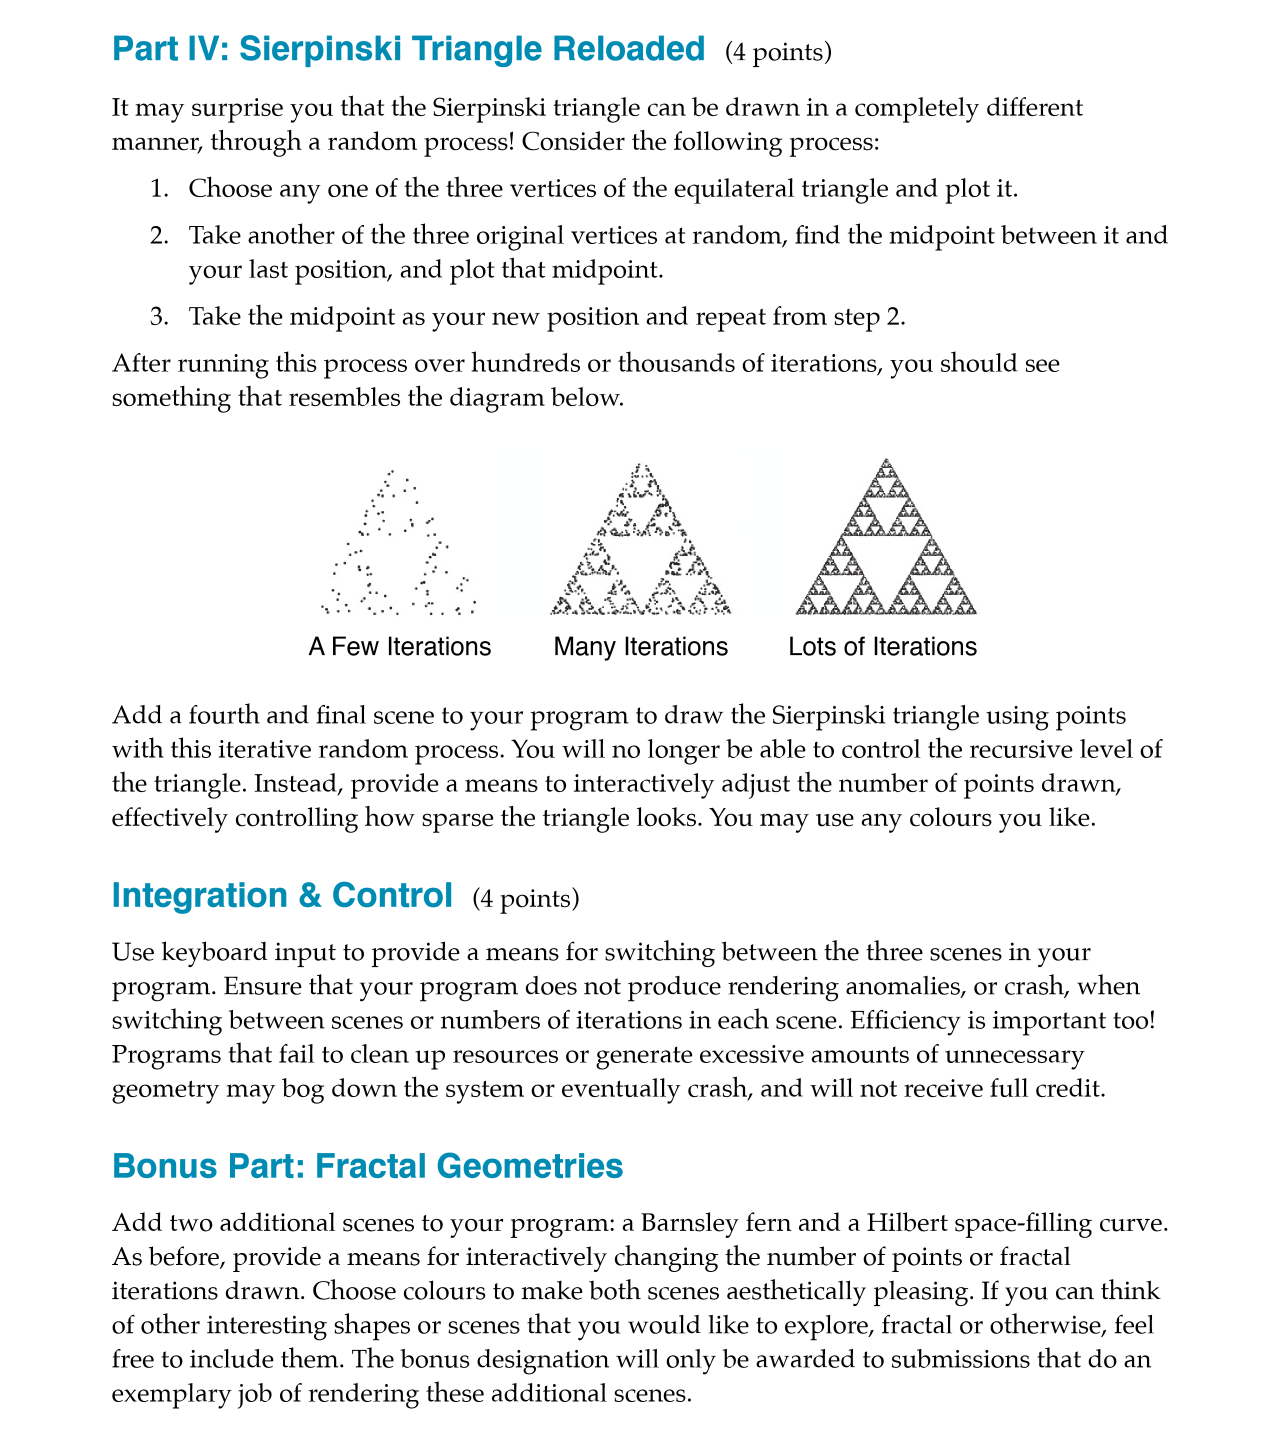 Part IV: Sierpinski Triangle Reloaded (4 points)
It may surprise you that the Sierpinski triangle can be drawn in a completely different
manner, through a random process! Consider the following process:
1. Choose any one of the three vertices of the equilateral triangle and plot it.
2. Take another of the three original vertices at random, find the midpoint between it and
your last position, and plot that midpoint.
3. Take the midpoint as your new position and repeat from step 2.
After running this process over hundreds or thousands of iterations, you should see
something that resembles the diagram below.
A Few Iterations Many Iterations Lots of Iterations
Add a fourth and final scene to your program to draw the Sierpinski triangle using points
with this iterative random process. You will no longer be able to control the recursive level of
the triangle. Instead, provide a means to interactively adjust the number of points drawn,
effectively controlling how sparse the triangle looks. You may use any colours you like.
Integration & Control (4 points)
Use keyboard input to provide a means for switching between the three scenes in your
program. Ensure that your program does not produce rendering anomalies, or crash, when
switching between scenes or numbers of iterations in each scene. Efficiency is important too!
Programs that fail to clean up resources or generate excessive amounts of unnecessary
geometry may bog down the system or eventually crash, and will not receive full credit.
Bonus Part: Fractal Geometries
Add two additional scenes to your program: a Barnsley fern and a Hilbert space-filling curve.
As before, provide a means for interactively changing the number of points or fractal
iterations drawn. Choose colours to make both scenes aesthetically pleasing. If you can think
of other interesting shapes or scenes that you would like to explore, fractal or otherwise, feel
free to include them. The bonus designation will only be awarded to submissions that do an
exemplary job of rendering these additional scenes.